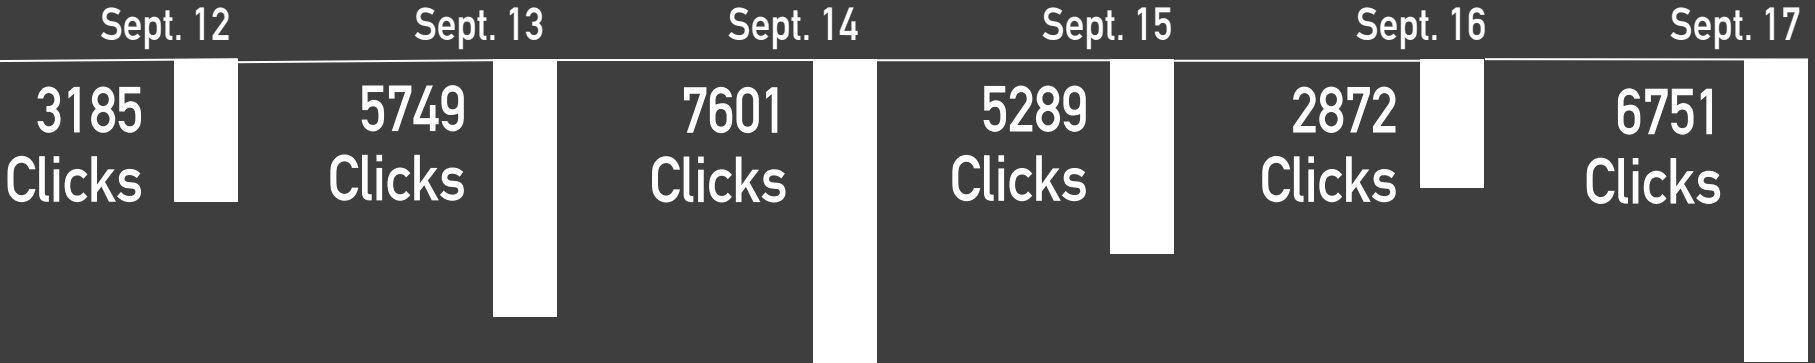 Sept. 12
Sept. 13
Sept. 14
Sept. 15
Sept. 16
Sept. 17
3185
Clicks
5749
Clicks
7601
Clicks
5289
Clicks
2872
Clicks
6751
Clicks